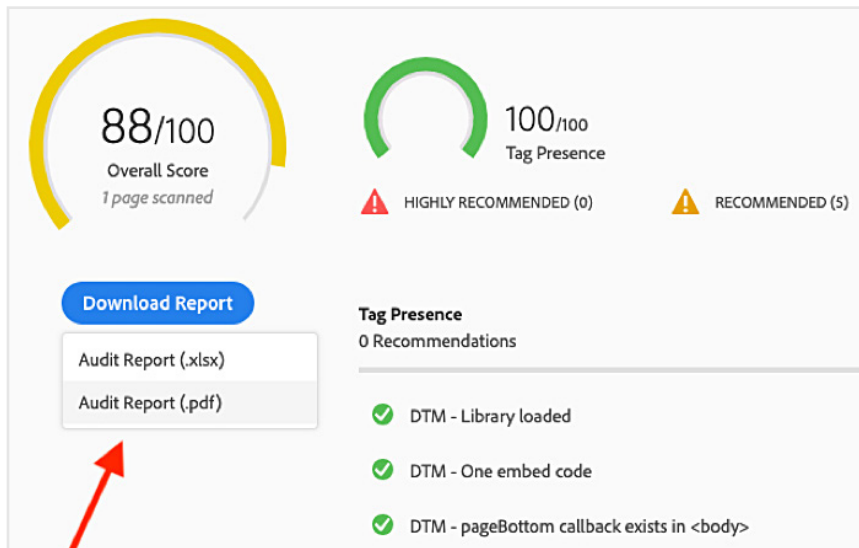 88/100
Overall Score
1 page scanned
100/100
Tag Presence
HIGHLY RECOMMENDED (0)
RECOMMENDED (5)
Download Report
Audit Report (.xlsx)
Audit Report (.pdf)
Tag Presence
0 Recommendations
DTM - Library loaded
DTM - One embed code
DTM - pageBottom callback exists in <body>